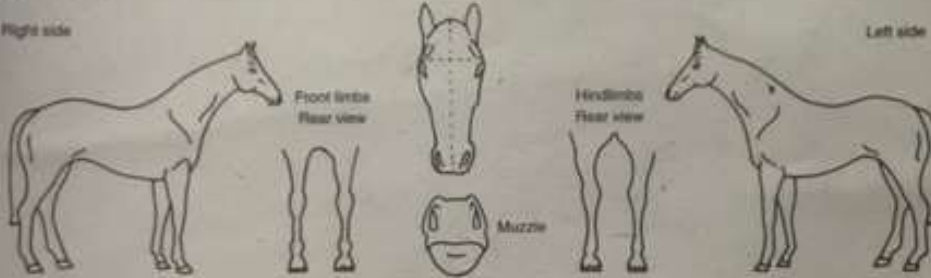 Right side
Left side
Front limbs
Rear view
Hindlimbs
Rear view
Muzzle